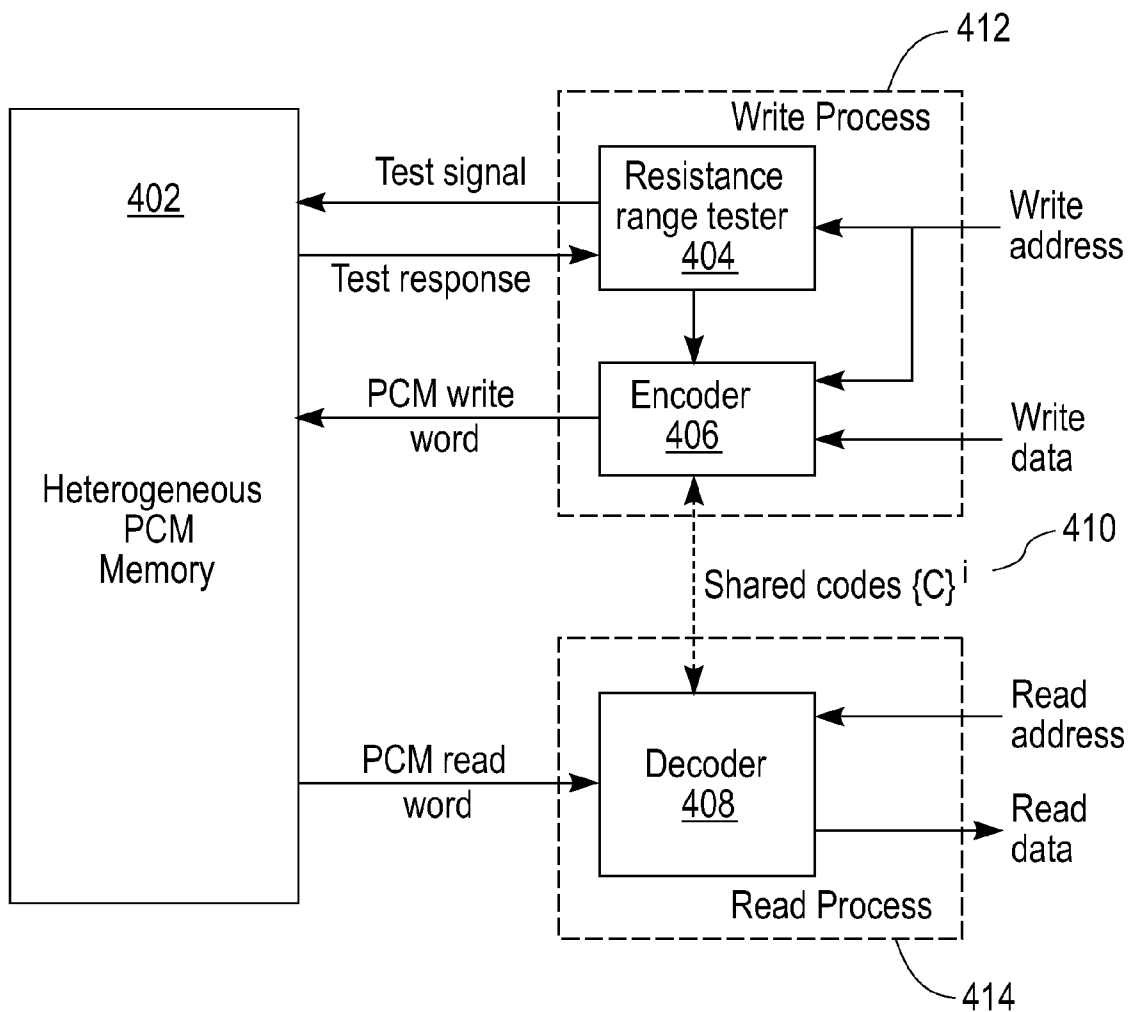 412
Write Process
402
Test signal
Resistance
range tester
404
Write
address
Test response
PCM write
word
Encoder
406
Write
data
Heterogeneous
PCM
Memory
410
Shared codes {C}^i
PCM read
word
Decoder
408
Read
address
Read
data
Read Process
414